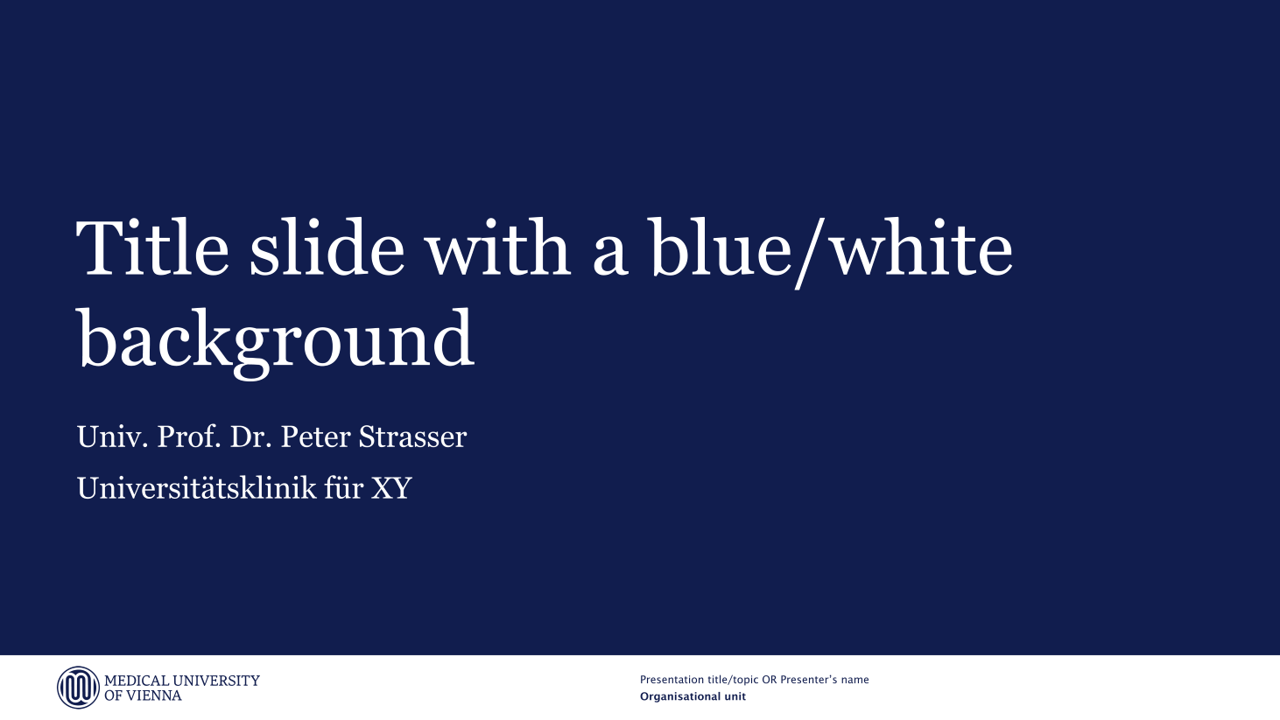 Title slide with a blue/white
background
Univ. Prof. Dr. Peter Strasser
Universitätsklinik für XY
MEDICAL UNIVERSITY
OF VIENNA
Presentation title/topic OR Presenter's name
Organisational unit